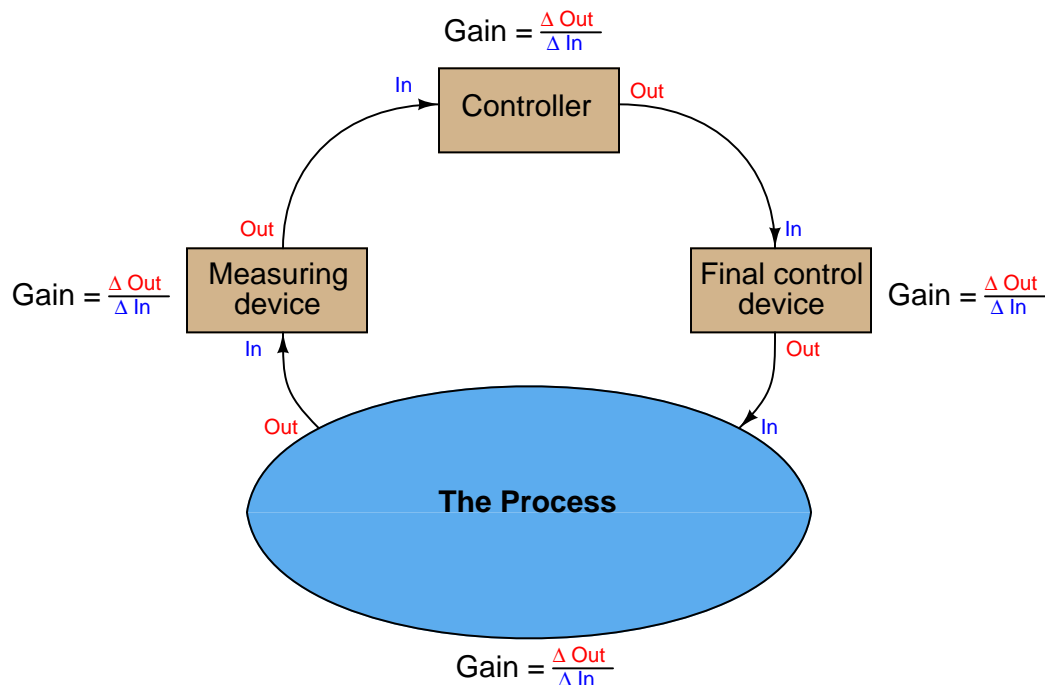 Gain = Δ Out / Δ In
In
Controller
Out
Out
In
Gain = Δ Out / Δ In
Measuring
device
Final control
device
Gain = Δ Out / Δ In
In
Out
Out
In
The Process
Gain = Δ Out / Δ In